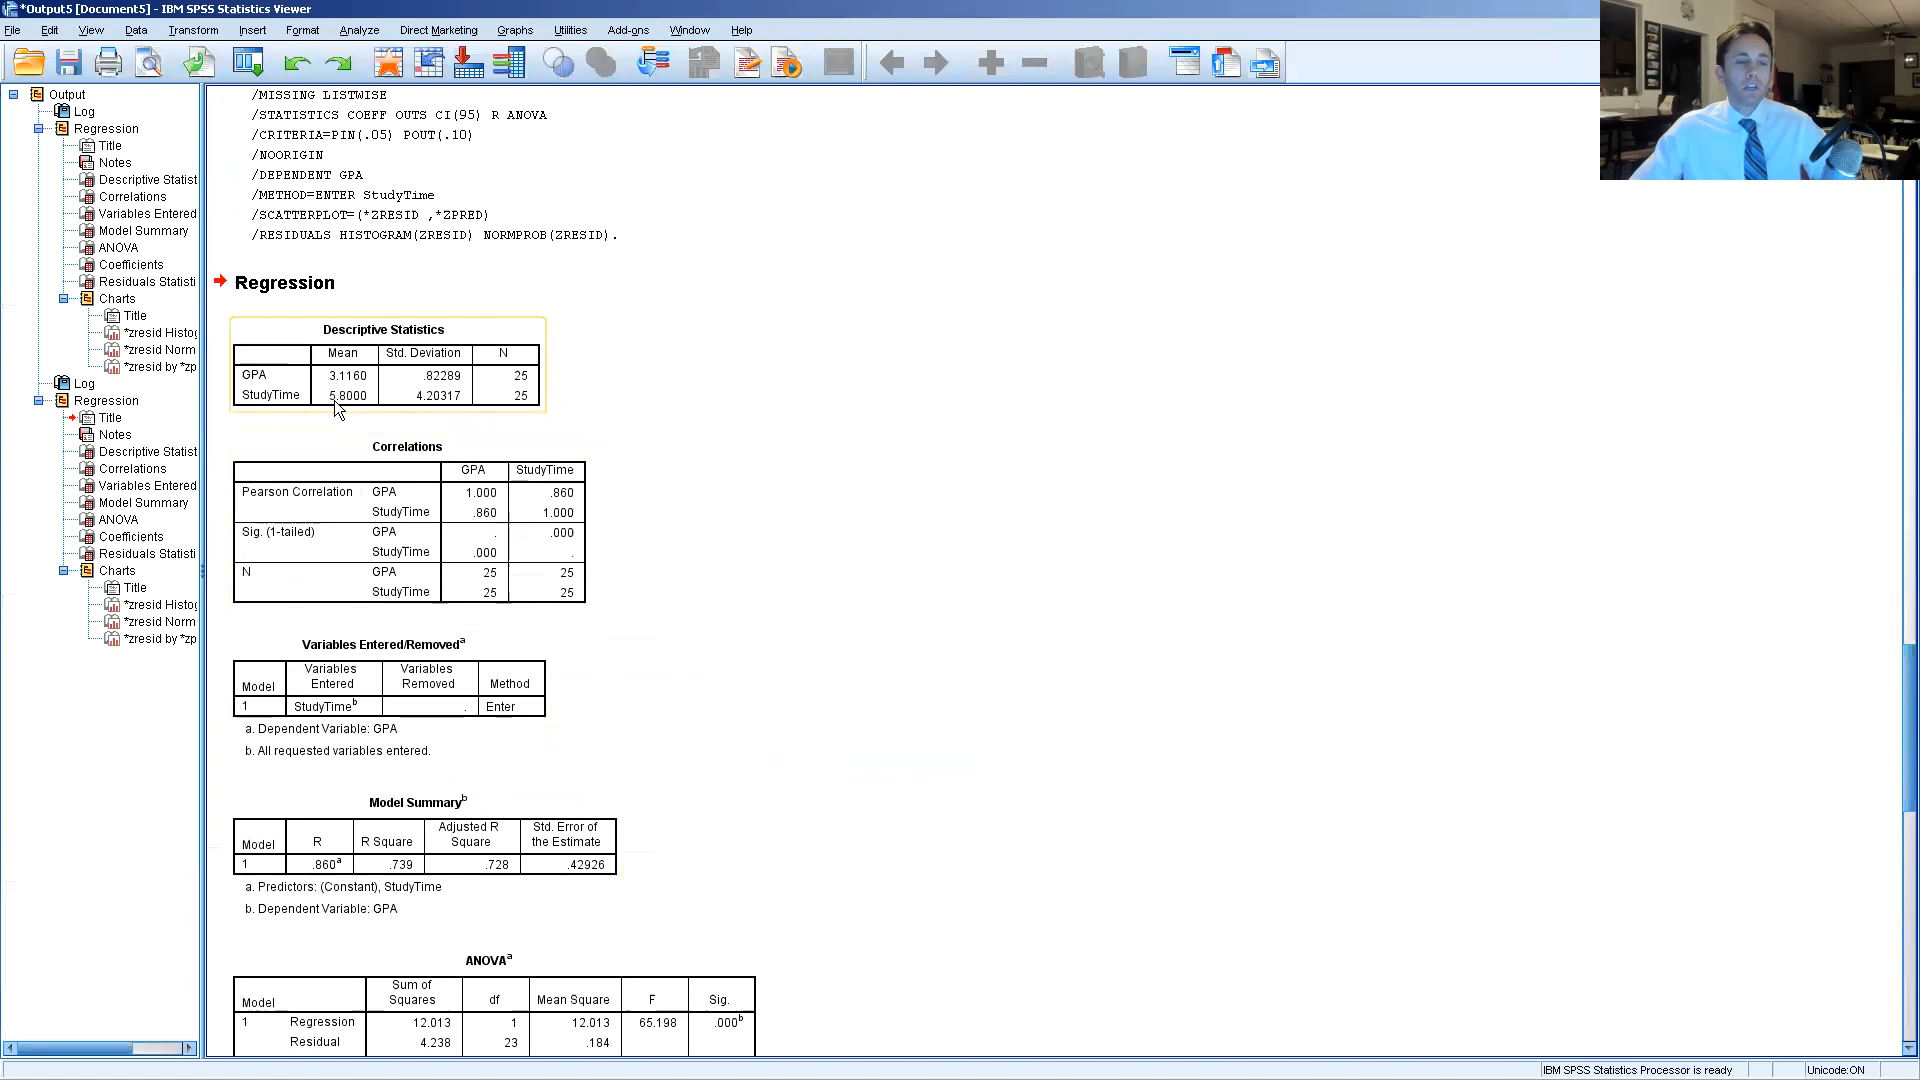 *Output5 [Document5] - IBM SPSS Statistics Viewer
File Edit View Data Transform Insert Format Analyze Direct Marketing Graphs Utilities Add-ons Window Help
Output
Log
Regression
Title
Notes
Descriptive Statist
Correlations
Variables Entered
Model Summary
ANOVA
Coefficients
Residuals Statisti
Charts
Title
*zresid Histog
*zresid Norm
*zresid by *zp
Log
Regression
Title
Notes
Descriptive Statist
Correlations
Variables Entered
Model Summary
ANOVA
Coefficients
Residuals Statisti
Charts
Title
*zresid Histog
*zresid Norm
*zresid by *zp
/MISSING LISTWISE
/STATISTICS COEFF OUTS CI(95) R ANOVA
/CRITERIA=PIN(.05) POUT(.10)
/NOORIGIN
/DEPENDENT GPA
/METHOD=ENTER StudyTime
/SCATTERPLOT=(*ZRESID ,*ZPRED)
/RESIDUALS HISTOGRAM(ZRESID) NORMPROB(ZRESID).
Regression
Descriptive Statistics
Mean Std. Deviation N
GPA 3.1160 .82289 25
StudyTime 5.8000 4.20317 25
Correlations
GPA StudyTime
Pearson Correlation GPA 1.000 .860
StudyTime .860 1.000
Sig. (1-tailed) GPA . .000
StudyTime .000 .
N GPA 25 25
StudyTime 25 25
Variables Entered/Removedᵃ
Model Variables Entered Variables Removed Method
1 StudyTimeᵇ . Enter
a. Dependent Variable: GPA
b. All requested variables entered.
Model Summaryᵇ
Model R R Square Adjusted R Square Std. Error of the Estimate
1 .860ᵃ .739 .728 .42926
a. Predictors: (Constant), StudyTime
b. Dependent Variable: GPA
ANOVAᵃ
Model Sum of Squares df Mean Square F Sig.
1 Regression 12.013 1 12.013 65.198 .000ᵇ
Residual 4.238 23 .184
IBM SPSS Statistics Processor is ready Unicode:ON